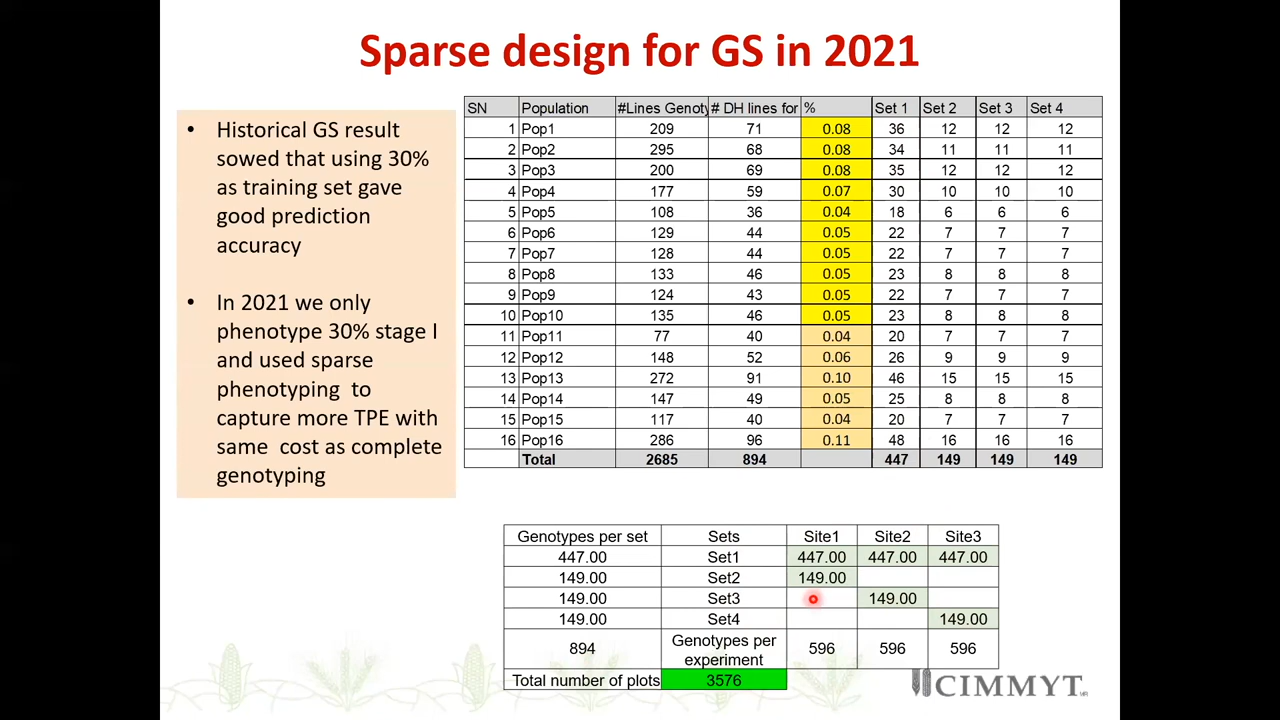 Sparse design for GS in 2021
• Historical GS result
sowed that using 30%
as training set gave
good prediction
accuracy
• In 2021 we only
phenotype 30% stage I
and used sparse
phenotyping to
capture more TPE with
same cost as complete
genotyping
SN Population #Lines Genoty # DH lines for % Set 1 Set 2 Set 3 Set 4
1 Pop1 209 71 0.08 36 12 12 12
2 Pop2 295 68 0.08 34 11 11 11
3 Pop3 200 69 0.08 35 12 12 12
4 Pop4 177 59 0.07 30 10 10 10
5 Pop5 108 36 0.04 18 6 6 6
6 Pop6 129 44 0.05 22 7 7 7
7 Pop7 128 44 0.05 22 7 7 7
8 Pop8 133 46 0.05 23 8 8 8
9 Pop9 124 43 0.05 22 7 7 7
10 Pop10 135 46 0.05 23 8 8 8
11 Pop11 77 40 0.04 20 7 7 7
12 Pop12 148 52 0.06 26 9 9 9
13 Pop13 272 91 0.10 46 15 15 15
14 Pop14 147 49 0.05 25 8 8 8
15 Pop15 117 40 0.04 20 7 7 7
16 Pop16 286 96 0.11 48 16 16 16
Total 2685 894 447 149 149 149
Genotypes per set Sets Site1 Site2 Site3
447.00 Set1 447.00 447.00 447.00
149.00 Set2 149.00
149.00 Set3 149.00
149.00 Set4 149.00
894 Genotypes per experiment 596 596 596
Total number of plots 3576
CIMMYT